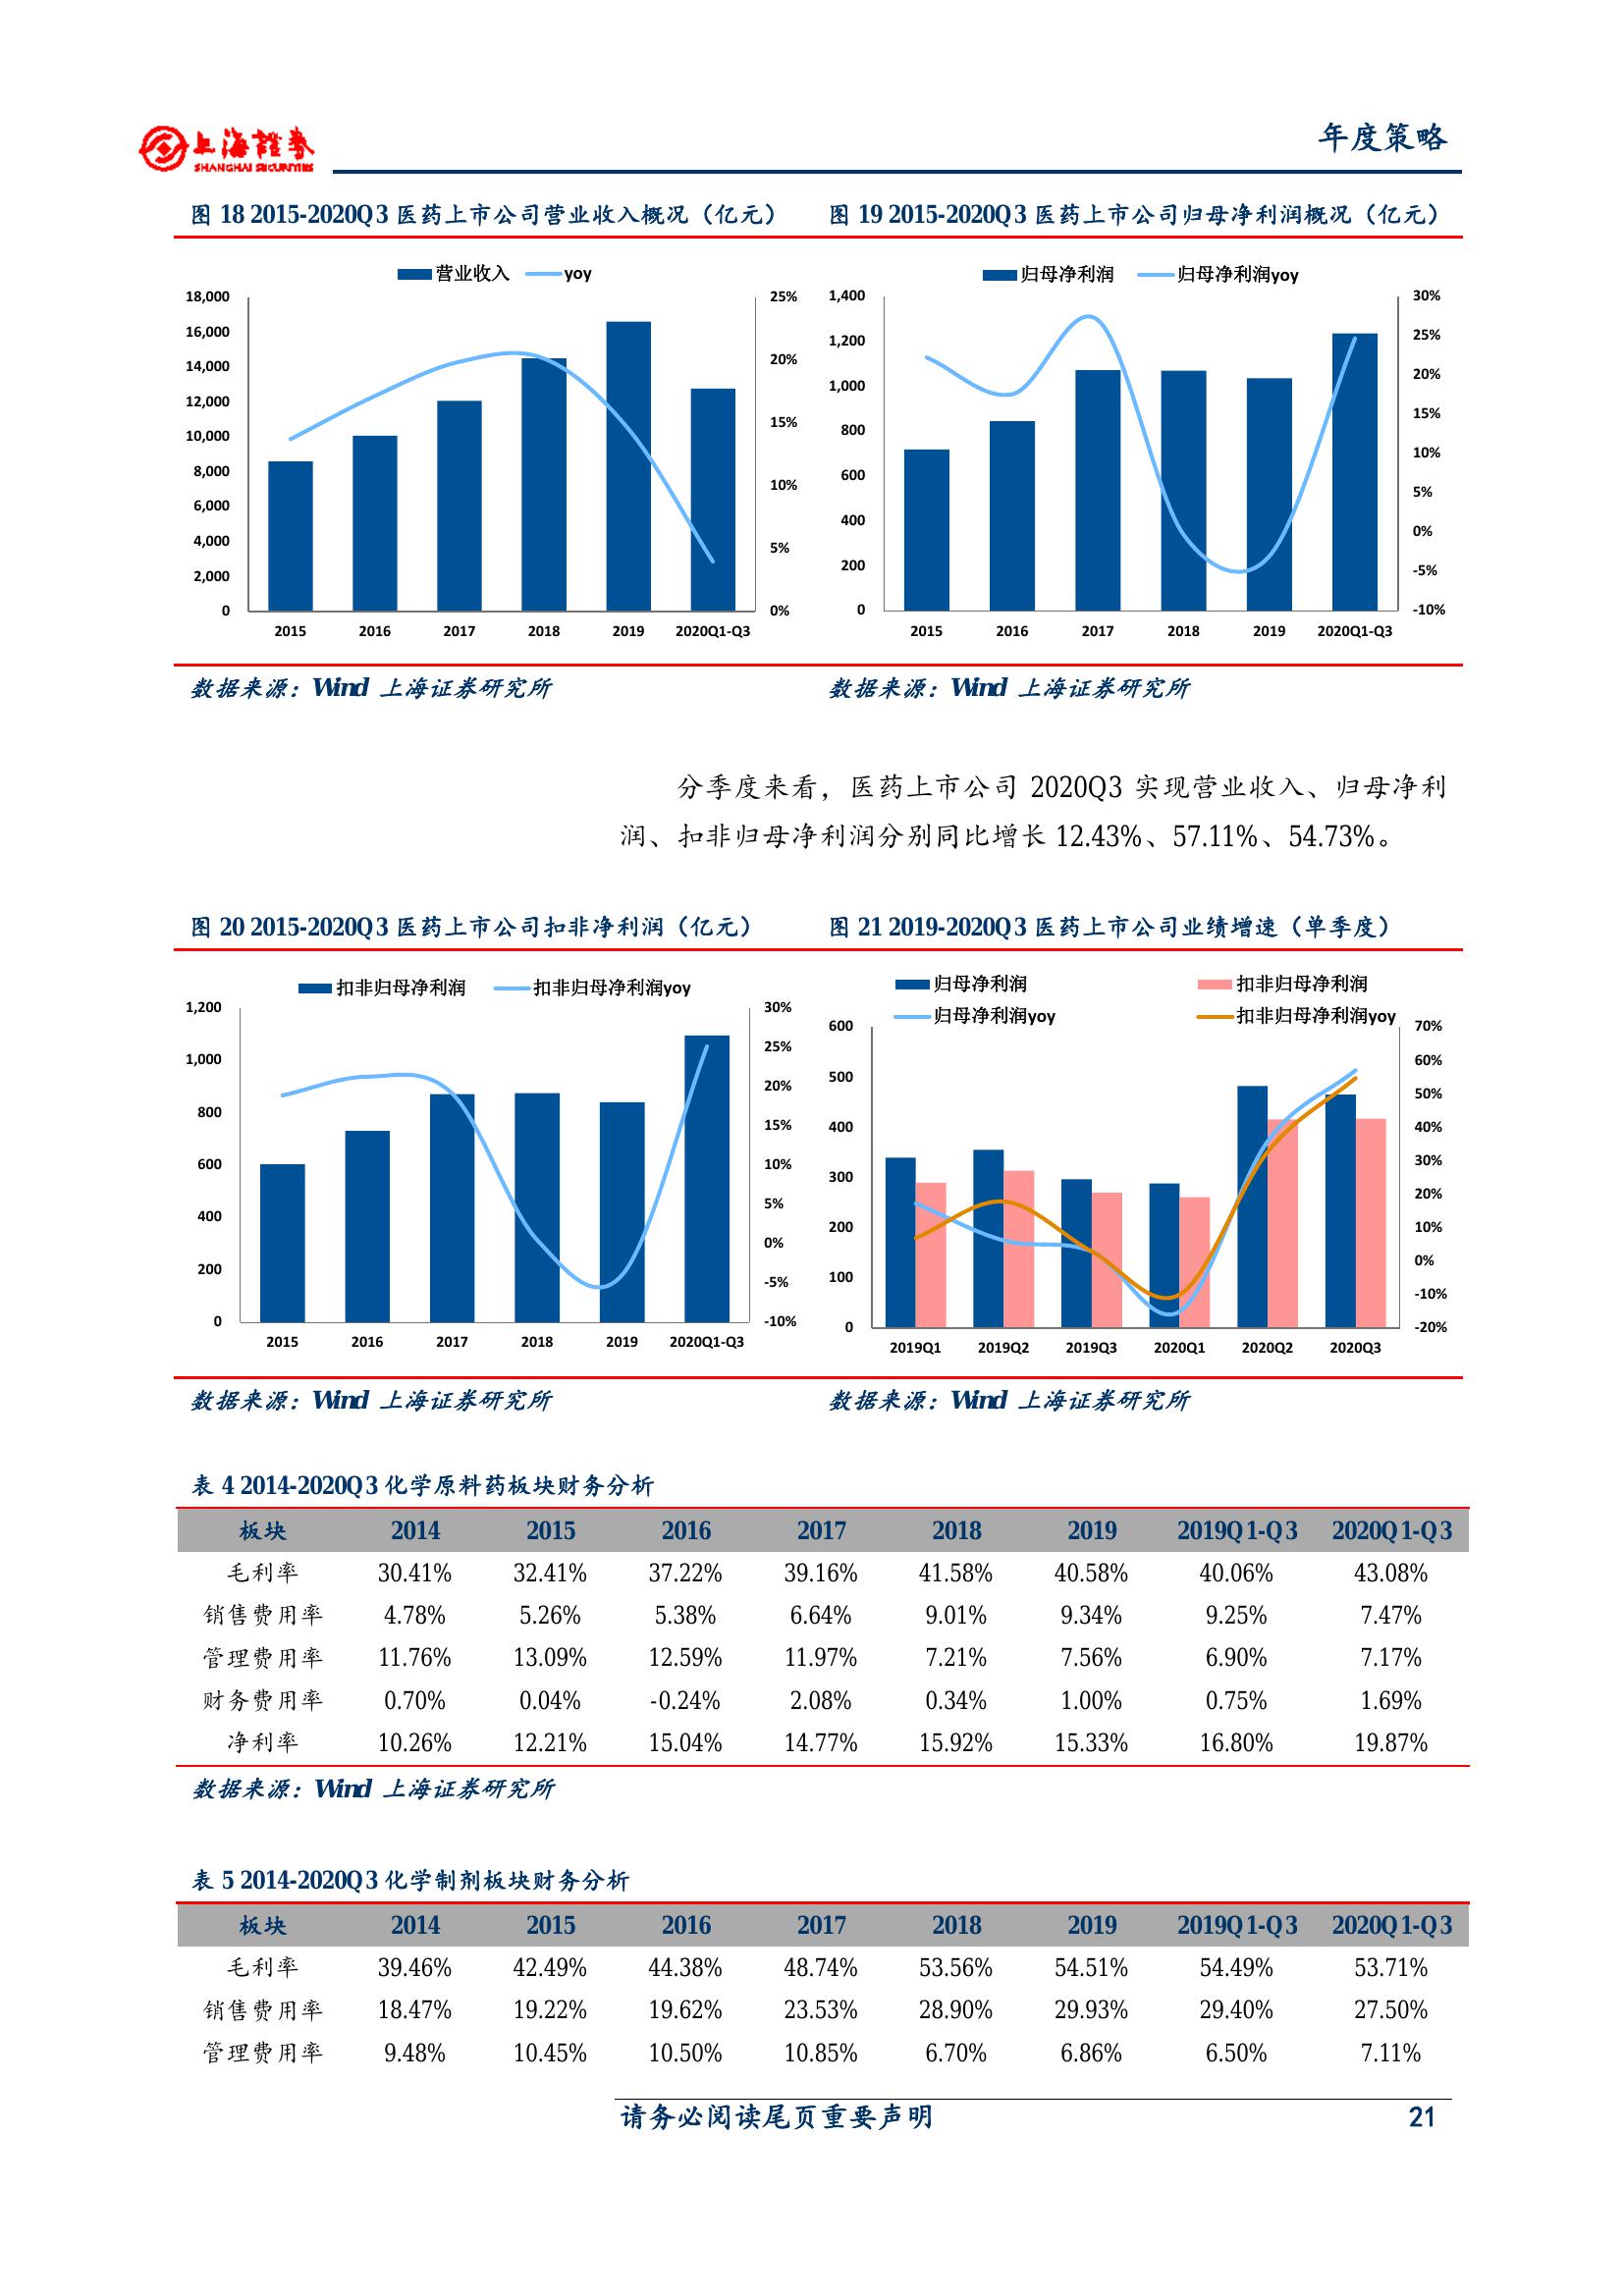 上海證券
SHANGHAI SECURITIES
年度策略
图 18 2015-2020Q3 医药上市公司营业收入概况（亿元）
营业收入 yoy
18,000
16,000
14,000
12,000
10,000
8,000
6,000
4,000
2,000
0
25%
20%
15%
10%
5%
0%
2015 2016 2017 2018 2019 2020Q1-Q3
数据来源：Wind 上海证券研究所
图 19 2015-2020Q3 医药上市公司归母净利润概况（亿元）
归母净利润 归母净利润yoy
1,400
1,200
1,000
800
600
400
200
0
30%
25%
20%
15%
10%
5%
0%
-5%
-10%
2015 2016 2017 2018 2019 2020Q1-Q3
数据来源：Wind 上海证券研究所
分季度来看，医药上市公司 2020Q3 实现营业收入、归母净利
润、扣非归母净利润分别同比增长 12.43%、57.11%、54.73%。
图 20 2015-2020Q3 医药上市公司扣非净利润（亿元）
扣非归母净利润 扣非归母净利润yoy
1,200
1,000
800
600
400
200
0
30%
25%
20%
15%
10%
5%
0%
-5%
-10%
2015 2016 2017 2018 2019 2020Q1-Q3
数据来源：Wind 上海证券研究所
图 21 2019-2020Q3 医药上市公司业绩增速（单季度）
归母净利润 扣非归母净利润
归母净利润yoy 扣非归母净利润yoy
600
500
400
300
200
100
0
70%
60%
50%
40%
30%
20%
10%
0%
-10%
-20%
2019Q1 2019Q2 2019Q3 2020Q1 2020Q2 2020Q3
数据来源：Wind 上海证券研究所
表 4 2014-2020Q3 化学原料药板块财务分析
板块 2014 2015 2016 2017 2018 2019 2019Q1-Q3 2020Q1-Q3
毛利率 30.41% 32.41% 37.22% 39.16% 41.58% 40.58% 40.06% 43.08%
销售费用率 4.78% 5.26% 5.38% 6.64% 9.01% 9.34% 9.25% 7.47%
管理费用率 11.76% 13.09% 12.59% 11.97% 7.21% 7.56% 6.90% 7.17%
财务费用率 0.70% 0.04% -0.24% 2.08% 0.34% 1.00% 0.75% 1.69%
净利率 10.26% 12.21% 15.04% 14.77% 15.92% 15.33% 16.80% 19.87%
数据来源：Wind 上海证券研究所
表 5 2014-2020Q3 化学制剂板块财务分析
板块 2014 2015 2016 2017 2018 2019 2019Q1-Q3 2020Q1-Q3
毛利率 39.46% 42.49% 44.38% 48.74% 53.56% 54.51% 54.49% 53.71%
销售费用率 18.47% 19.22% 19.62% 23.53% 28.90% 29.93% 29.40% 27.50%
管理费用率 9.48% 10.45% 10.50% 10.85% 6.70% 6.86% 6.50% 7.11%
请务必阅读尾页重要声明 21